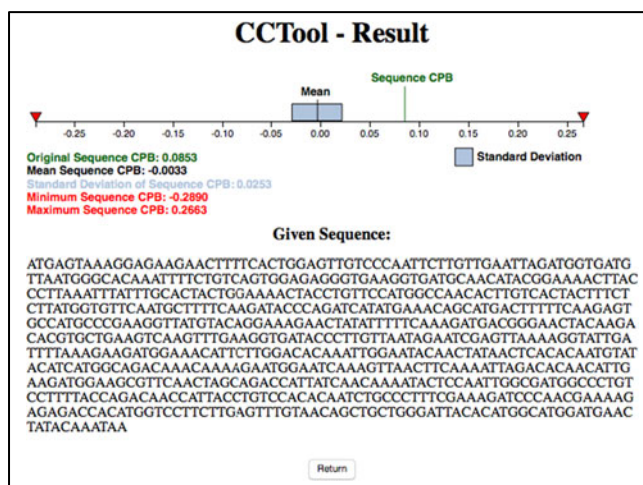 CCTool - Result
Sequence CPB
Mean
-0.25 -0.20 -0.15 -0.10 -0.05 0.00 0.05 0.10 0.15 0.20 0.25
Original Sequence CPB: 0.0853
Standard Deviation
Mean Sequence CPB: -0.0033
Standard Deviation of Sequence CPB: 0.0253
Minimum Sequence CPB: -0.2890
Maximum Sequence CPB: 0.2663
Given Sequence:
ATGAGTAAAGGAGAAGAACTTTTCACTGGAGTTGTCCCAATTCTTGTTGAATTAGATGGTGATG
TTAATGGGCACAAATTTTCTGTCAGTGGAGAGGGTGAAGGTGATGCAACATACGGAAAACTTAC
CCTTAAATTTATTTGCACTACTGGAAAACTACCTGTTCCATGGCCAACACTTGTCACTACTTTCT
CTTATGGTGTTCAATGCTTTTCAAGATACCCAGATCATATGAAACAGCATGACTTTTTCAAGAGT
GCCATGCCCGAAGGTTATGTACAGGAAAGAACTATATTTTTCAAAGATGACGGGAACTACAAGA
CACGTGCTGAAGTCAAGTTTGAAGGTGATACCCTTGTTAATAGAATCGAGTTAAAAGGTATTGA
TTTTAAAGAAGATGGAAACATTCTTGGACACAAATTGGAATACAACTATAACTCACACAATGTAT
ACATCATGGCAGACAAACAAAAGAATGGAATCAAAGTTAACTTCAAAATTAGACACAACATTG
AAGATGGAAGCGTTCAACTAGCAGACCATTATCAACAAAATACTCCAATTGGCGATGGCCCTGT
CCTTTTACCAGACAACCATTACCTGTCCACACAATCTGCCCTTTCGAAAGATCCCAACGAAAAG
AGAGACCACATGGTCCTTCTTGAGTTTGTAACAGCTGCTGGGATTACACATGGCATGGATGAAC
TATACAAATAA
Return